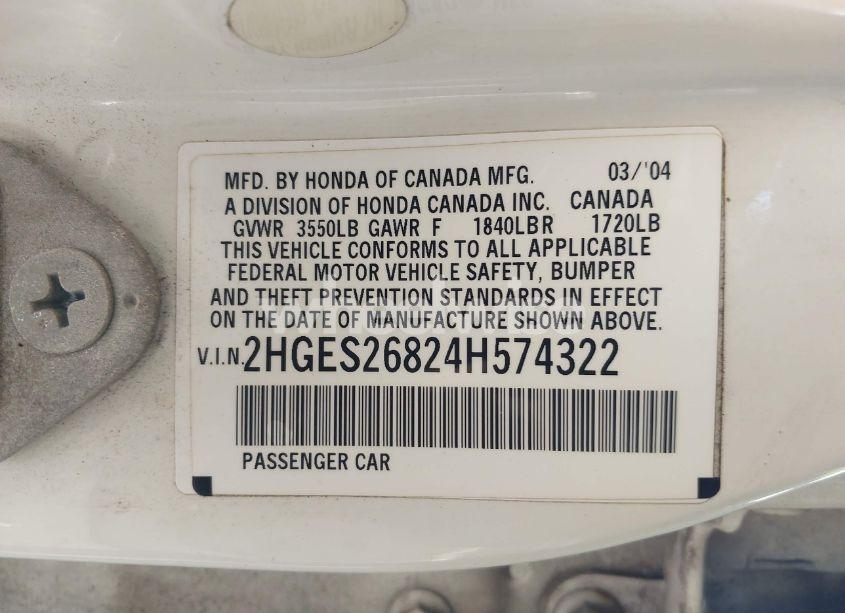 MFD. BY HONDA OF CANADA MFG. 03/'04
A DIVISION OF HONDA CANADA INC. CANADA
GVWR 3550LB GAWR F 1840LBR 1720LB
THIS VEHICLE CONFORMS TO ALL APPLICABLE
FEDERAL MOTOR VEHICLE SAFETY, BUMPER
AND THEFT PREVENTION STANDARDS IN EFFECT
ON THE DATE OF MANUFACTURE SHOWN ABOVE.
V.I.N. 2HGES26824H574322
PASSENGER CAR